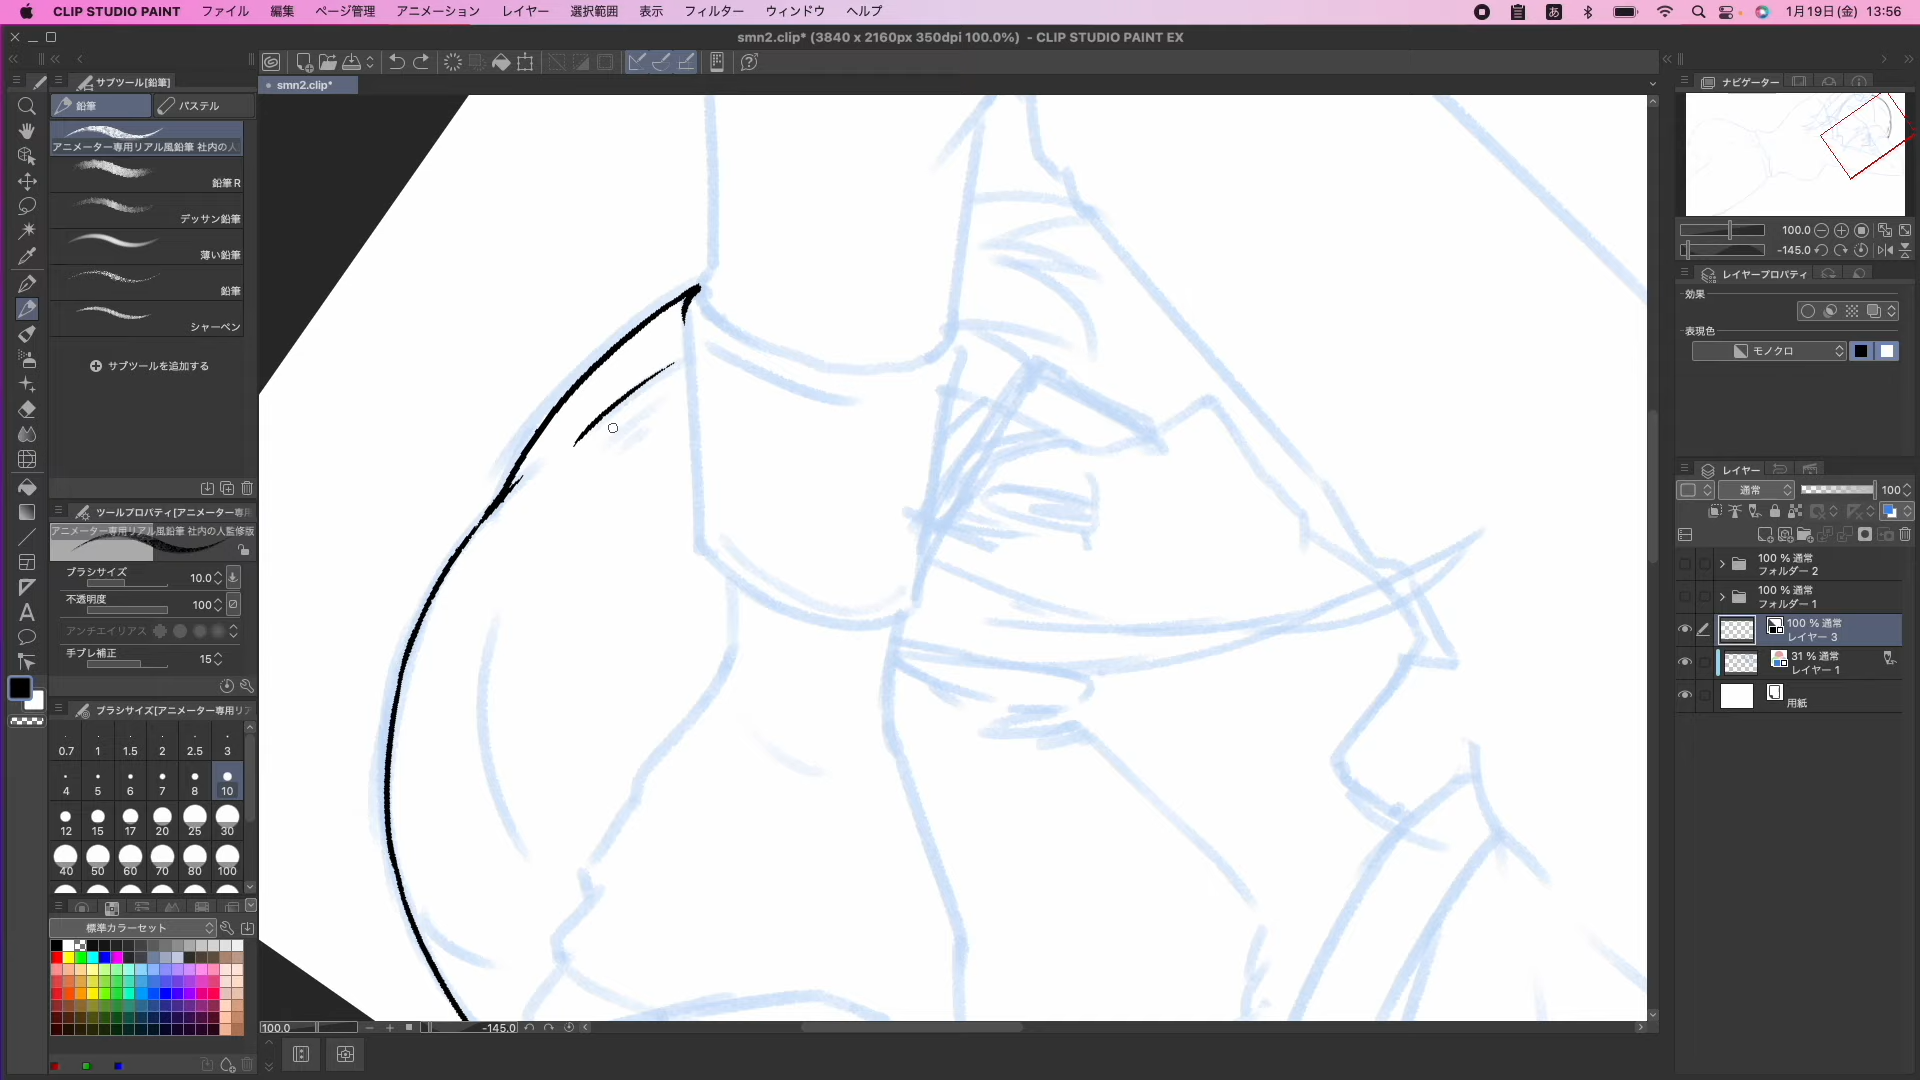 CLIP STUDIO PAINT ファイル 編集 ページ管理 アニメーション レイヤー 選択範囲 表示 フィルター ウィンドウ ヘルプ
あ
1月19日(金) 13:56
smn2.clip* (3840 x 2160px 350dpi 100.0%) - CLIP STUDIO PAINT EX
サブツール[鉛筆]
smn2.clip*
鉛筆
パステル
アニメーター専用リアル風鉛筆 社内の人
鉛筆R
デッサン鉛筆
薄い鉛筆
鉛筆
シャーペン
サブツールを追加する
ツールプロパティ[アニメーター専用
アニメーター専用リアル風鉛筆 社内の人監修版
ブラシサイズ 10.0
不透明度 100
アンチエイリアス
手ブレ補正 15
ブラシサイズ[アニメーター専用リア
0.7 1 1.5 2 2.5 3
4 5 6 7 8 10
12 15 17 20 25 30
40 50 60 70 80 100
標準カラーセット
100.0
-145.0
ナビゲーター
100.0
-145.0
レイヤープロパティ
効果
表現色
モノクロ
レイヤー
通常 100
100 % 通常
フォルダー 2
100 % 通常
フォルダー 1
100 % 通常
レイヤー 3
31 % 通常
レイヤー 1
用紙